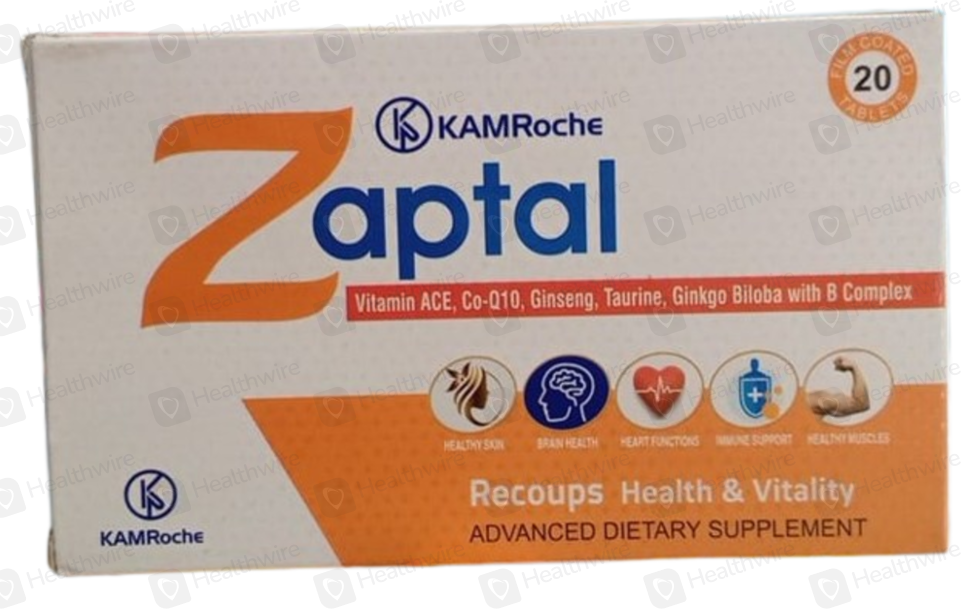 FILM COATED
20
TABLETS
KAMRoche
Zaptal
Vitamin ACE, Co-Q10, Ginseng, Taurine, Ginkgo Biloba with B Complex
HEALTHY SKIN
BRAIN HEALTH
HEART FUNCTIONS
IMMUNE SUPPORT
HEALTHY MUSCLES
Recoups Health & Vitality
ADVANCED DIETARY SUPPLEMENT
KAMRoche
Healthwire